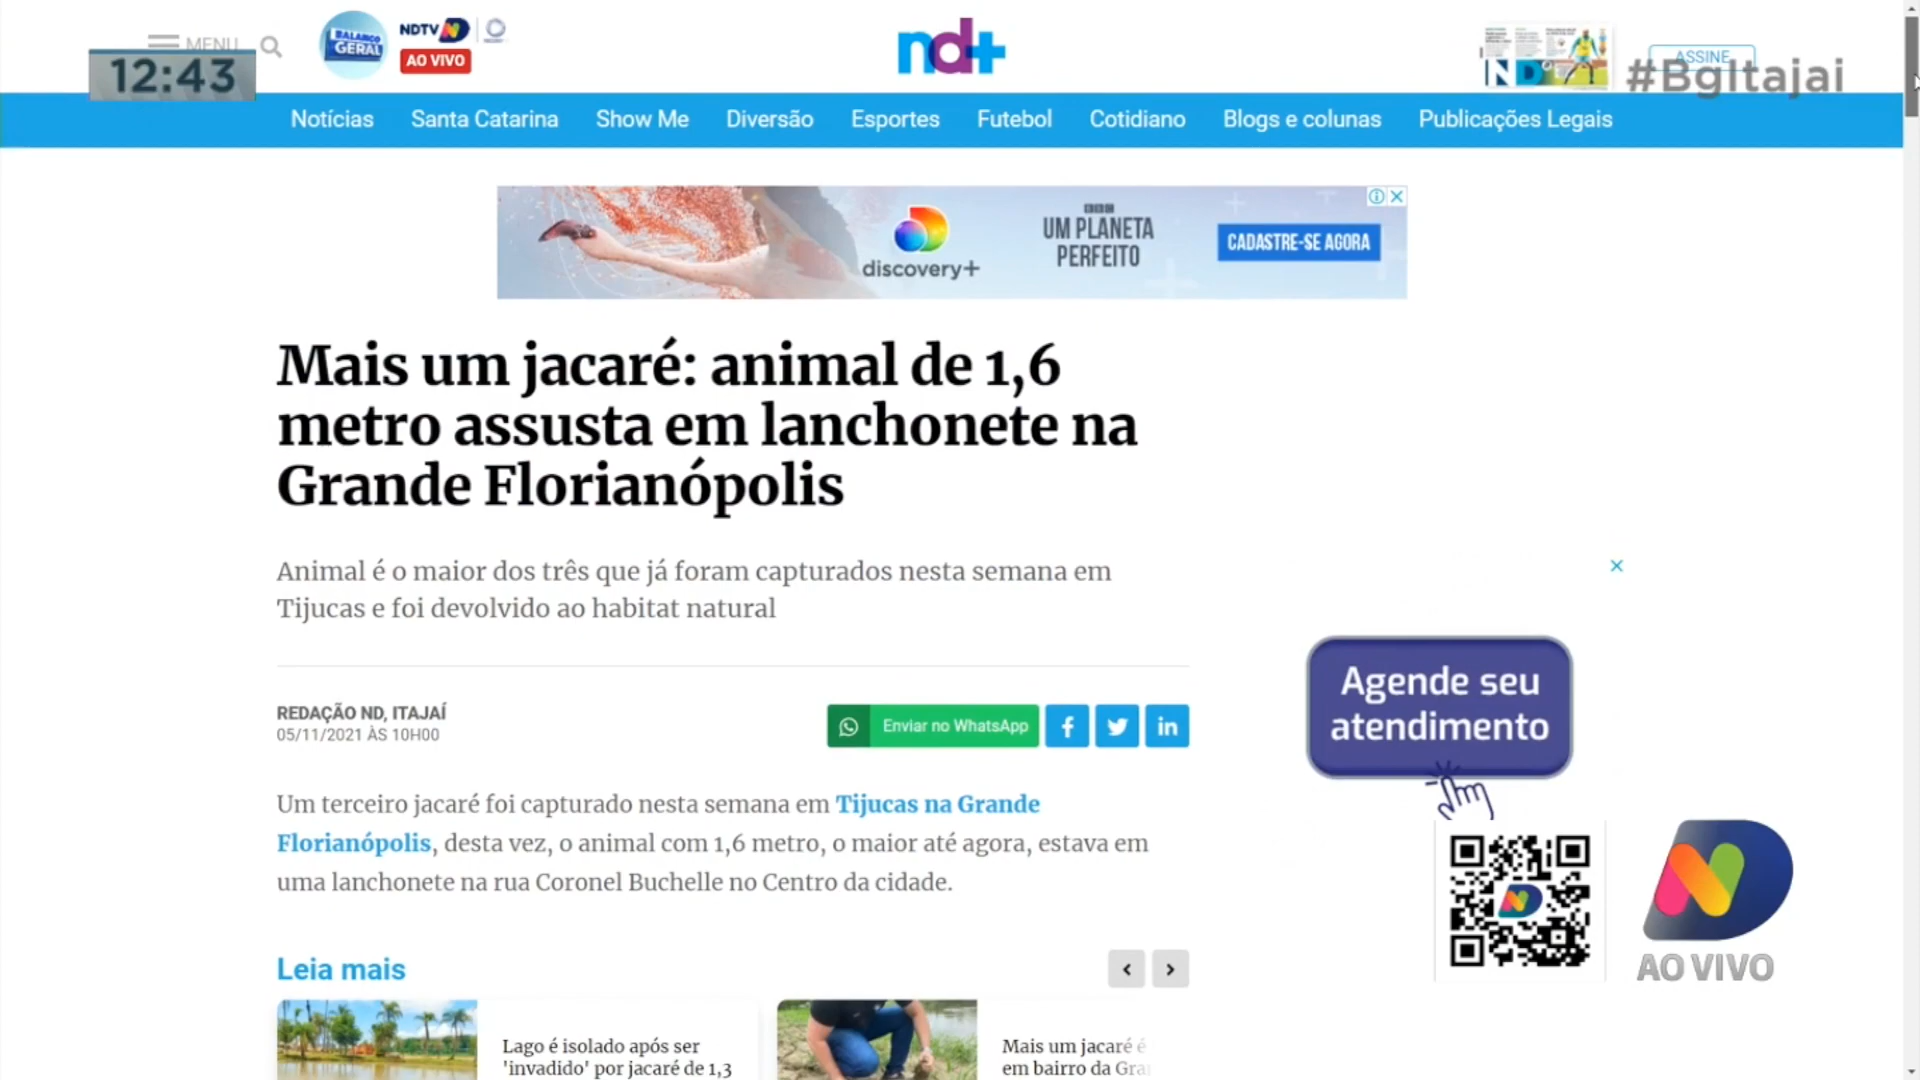 MENU
12:43
BALANÇO
GERAL
NDTV
AO VIVO
nd+
ND
ASSINE
#BgItajai
Notícias Santa Catarina Show Me Diversão Esportes Futebol Cotidiano Blogs e colunas Publicações Legais
discovery+
BBC
UM PLANETA
PERFEITO
CADASTRE-SE AGORA
Mais um jacaré: animal de 1,6
metro assusta em lanchonete na
Grande Florianópolis
Animal é o maior dos três que já foram capturados nesta semana em
Tijucas e foi devolvido ao habitat natural
REDAÇÃO ND, ITAJAÍ
05/11/2021 ÀS 10H00
Enviar no WhatsApp
Agende seu
atendimento
Um terceiro jacaré foi capturado nesta semana em Tijucas na Grande
Florianópolis, desta vez, o animal com 1,6 metro, o maior até agora, estava em
uma lanchonete na rua Coronel Buchelle no Centro da cidade.
AO VIVO
Leia mais
Lago é isolado após ser
'invadido' por jacaré de 1,3
Mais um jacaré é
em bairro da Gra